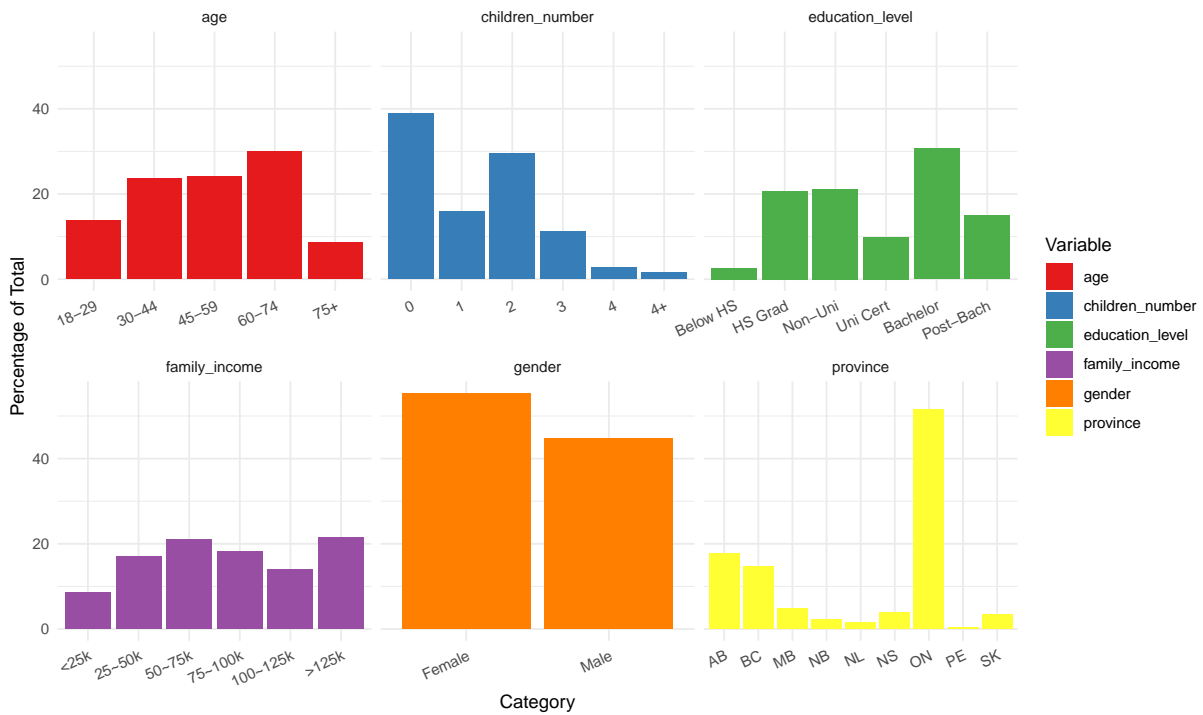 age
children_number
education_level
40
20
0
18−29
30−44
45−59
60−74
75+
0
1
2
3
4
4+
Below HS
HS Grad
Non−Uni
Uni Cert
Bachelor
Post−Bach
family_income
gender
province
40
20
0
<25k
25~50k
50~75k
75~100k
100~125k
>125k
Female
Male
AB
BC
MB
NB
NL
NS
ON
PE
SK
Percentage of Total
Category
Variable
age
children_number
education_level
family_income
gender
province